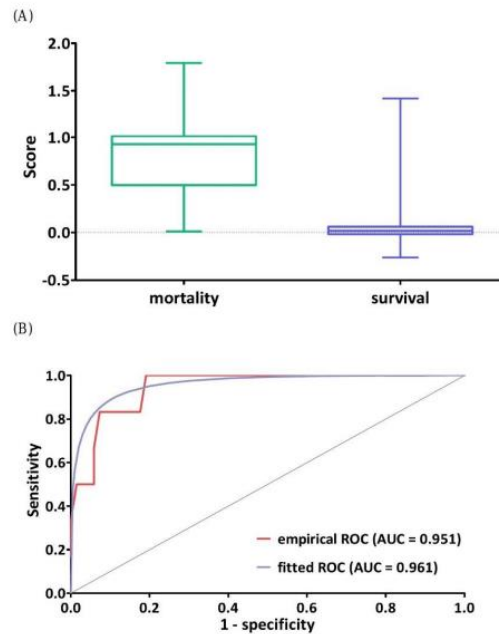 (A)
2.0
1.5
1.0
0.5
0.0
-0.5
Score
mortality survival
(B)
1.0
0.8
0.6
0.4
0.2
0.0
Sensitivity
empirical ROC (AUC = 0.951)
fitted ROC (AUC = 0.961)
0.0 0.2 0.4 0.6 0.8 1.0
1 - specificity